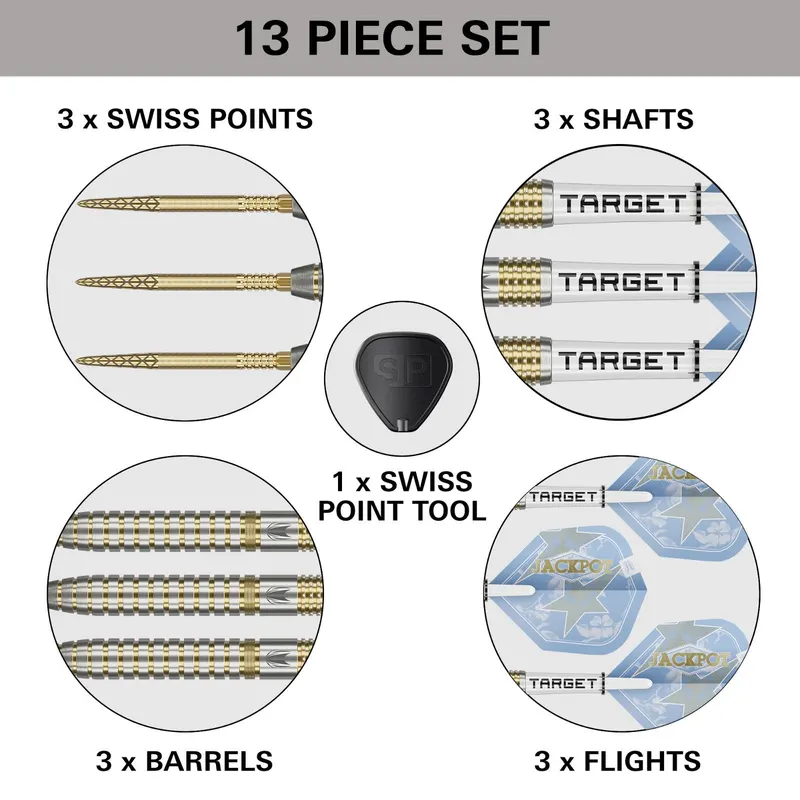 13 PIECE SET
3 x SWISS POINTS
3 x SHAFTS
TARGET
TARGET
TARGET
SP
1 x SWISS
POINT TOOL
JACKPOT
TARGET
JACKPOT
JACKPOT
TARGET
3 x BARRELS
3 x FLIGHTS